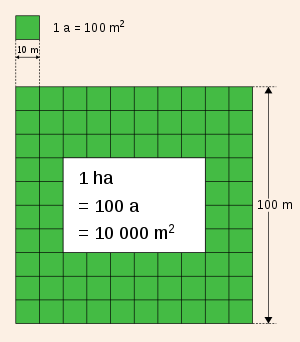 1 a = 100 m²
10 m
1 ha
= 100 a
= 10 000 m²
100 m